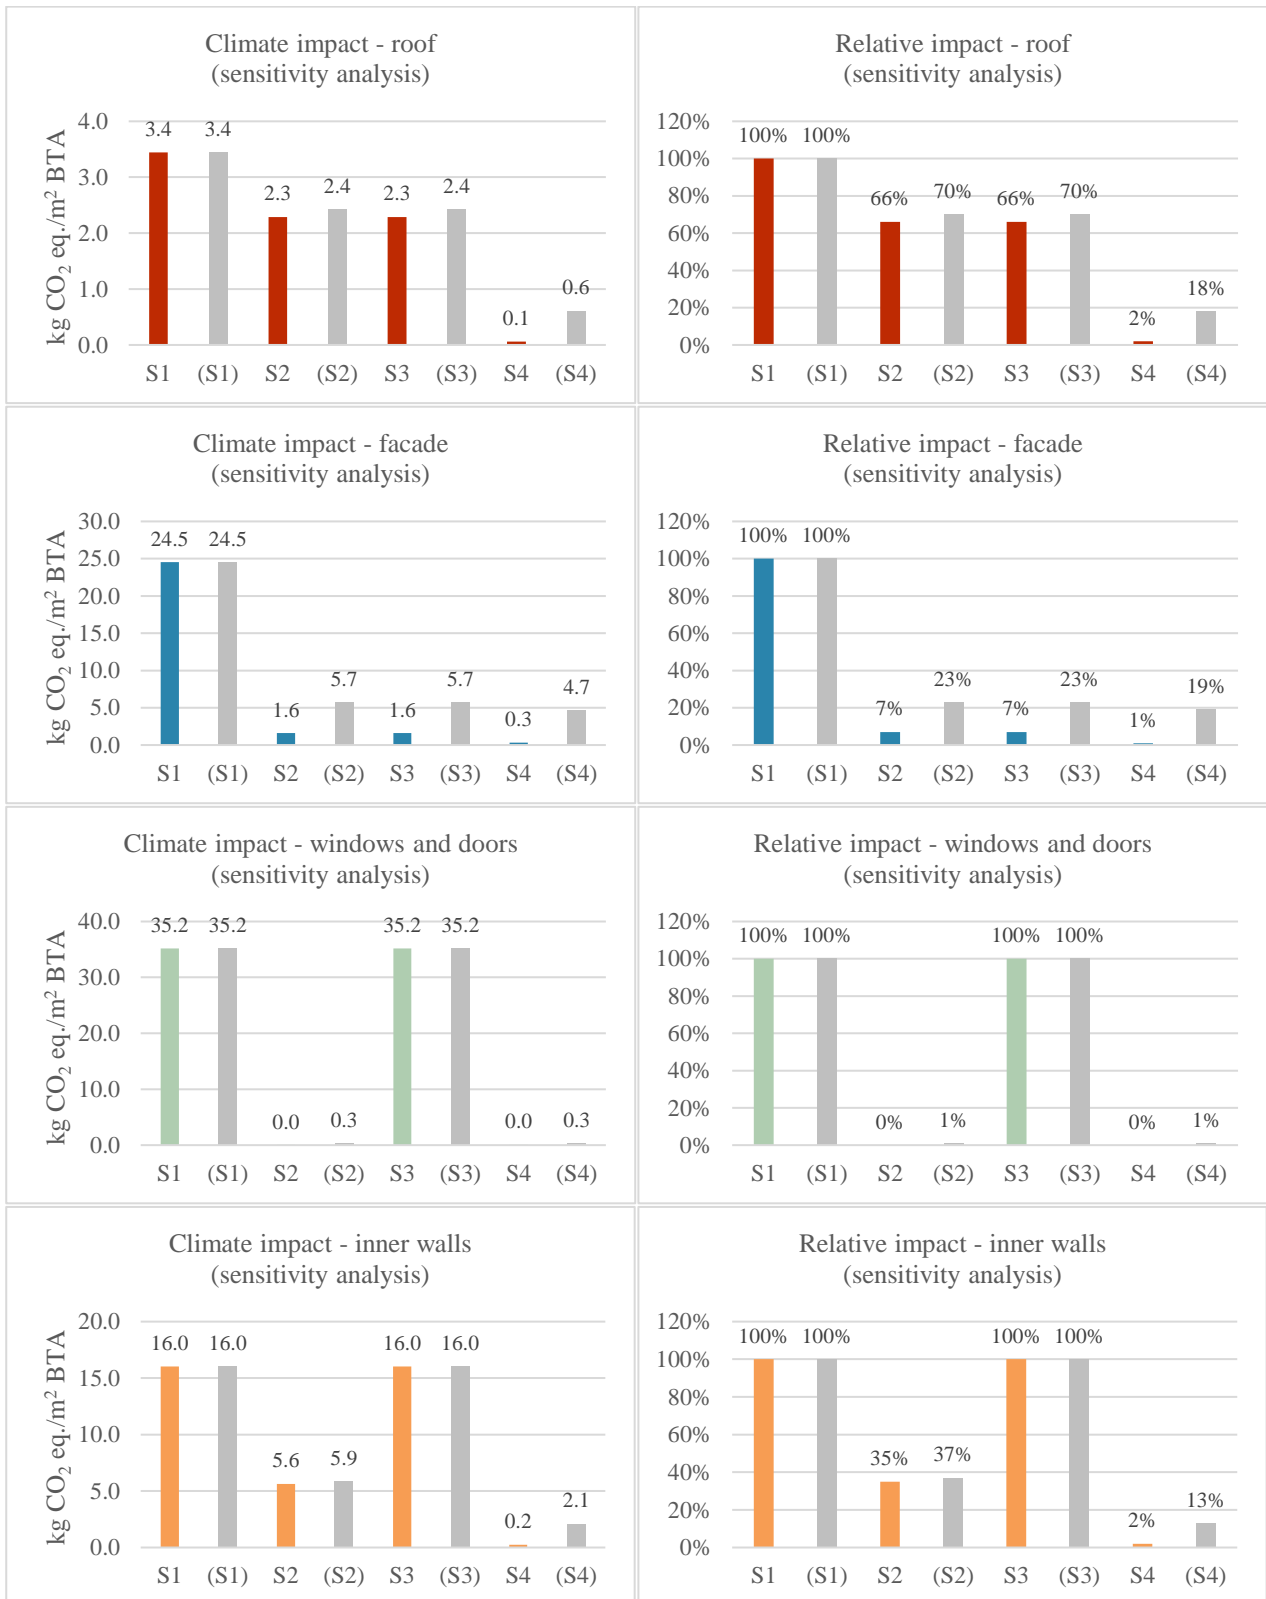 Climate impact - roof
(sensitivity analysis)
kg CO₂ eq./m² BTA
4.0
3.0
2.0
1.0
0.0
3.4 3.4 2.3 2.4 2.3 2.4 0.1 0.6
S1 (S1) S2 (S2) S3 (S3) S4 (S4)
Relative impact - roof
(sensitivity analysis)
120%
100%
80%
60%
40%
20%
0%
100% 100% 66% 70% 66% 70% 2% 18%
S1 (S1) S2 (S2) S3 (S3) S4 (S4)
Climate impact - facade
(sensitivity analysis)
kg CO₂ eq./m² BTA
30.0
25.0
20.0
15.0
10.0
5.0
0.0
24.5 24.5 1.6 5.7 1.6 5.7 0.3 4.7
S1 (S1) S2 (S2) S3 (S3) S4 (S4)
Relative impact - facade
(sensitivity analysis)
120%
100%
80%
60%
40%
20%
0%
100% 100% 7% 23% 7% 23% 1% 19%
S1 (S1) S2 (S2) S3 (S3) S4 (S4)
Climate impact - windows and doors
(sensitivity analysis)
kg CO₂ eq./m² BTA
40.0
30.0
20.0
10.0
0.0
35.2 35.2 0.0 0.3 35.2 35.2 0.0 0.3
S1 (S1) S2 (S2) S3 (S3) S4 (S4)
Relative impact - windows and doors
(sensitivity analysis)
120%
100%
80%
60%
40%
20%
0%
100% 100% 0% 1% 100% 100% 0% 1%
S1 (S1) S2 (S2) S3 (S3) S4 (S4)
Climate impact - inner walls
(sensitivity analysis)
kg CO₂ eq./m² BTA
20.0
15.0
10.0
5.0
0.0
16.0 16.0 5.6 5.9 16.0 16.0 0.2 2.1
S1 (S1) S2 (S2) S3 (S3) S4 (S4)
Relative impact - inner walls
(sensitivity analysis)
120%
100%
80%
60%
40%
20%
0%
100% 100% 35% 37% 100% 100% 2% 13%
S1 (S1) S2 (S2) S3 (S3) S4 (S4)